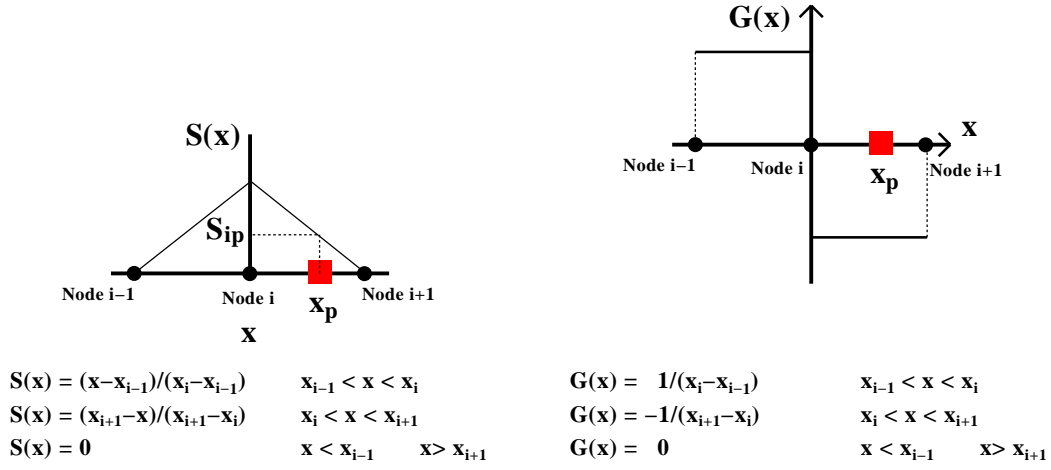 S(x)
S_ip
Node i−1
Node i
Node i+1
x_p
x
G(x)
x
Node i−1
Node i
Node i+1
x_p
S(x) = (x−x_{i−1})/(x_i−x_{i−1}) x_{i−1} < x < x_i
S(x) = (x_{i+1}−x)/(x_{i+1}−x_i) x_i < x < x_{i+1}
S(x) = 0 x < x_{i−1} x> x_{i+1}
G(x) = 1/(x_i−x_{i−1}) x_{i−1} < x < x_i
G(x) = −1/(x_{i+1}−x_i) x_i < x < x_{i+1}
G(x) = 0 x < x_{i−1} x> x_{i+1}